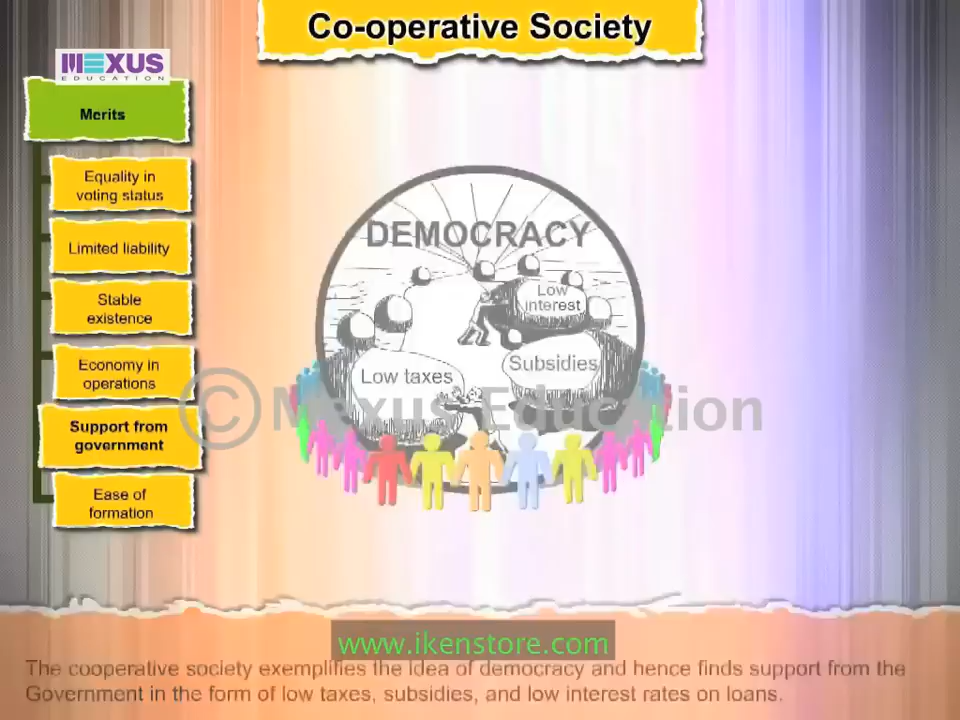 Co-operative Society
MEXUS
EDUCATION
Merits
Equality in
voting status
Limited liability
Stable
existence
Economy in
operations
Support from
government
Ease of
formation
DEMOCRACY
Low
interest
Subsidies
Low taxes
© Mexus Education
www.ikenstore.com
The cooperative society exemplifies the idea of democracy and hence finds support from the
Government in the form of low taxes, subsidies, and low interest rates on loans.